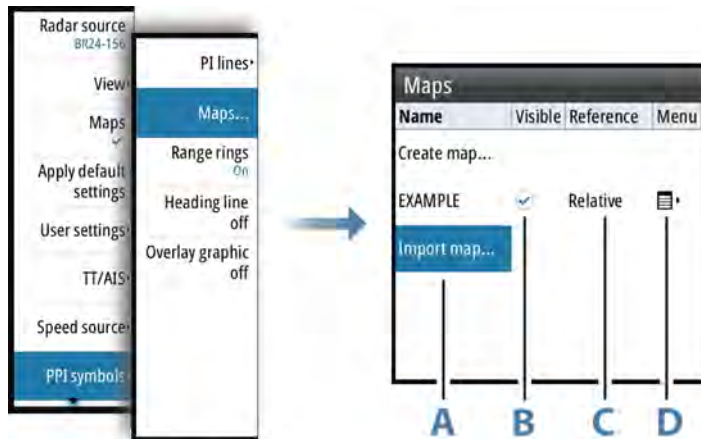 Radar source
BR24-156
View
Maps
Apply default
settings
User settings
TT/AIS
Speed source
PPI symbols
PI lines
Maps...
Range rings
On
Heading line
off
Overlay graphic
off
Maps
Name Visible Reference Menu
Create map...
EXAMPLE Relative
Import map...
A B C D